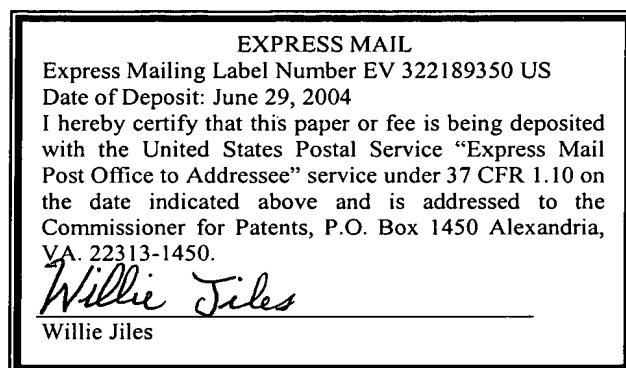 EXPRESS MAIL
Express Mailing Label Number EV 322189350 US
Date of Deposit: June 29, 2004
I hereby certify that this paper or fee is being deposited
with the United States Postal Service “Express Mail
Post Office to Addressee” service under 37 CFR 1.10 on
the date indicated above and is addressed to the
Commissioner for Patents, P.O. Box 1450 Alexandria,
VA. 22313-1450.
Willie Jiles
Willie Jiles